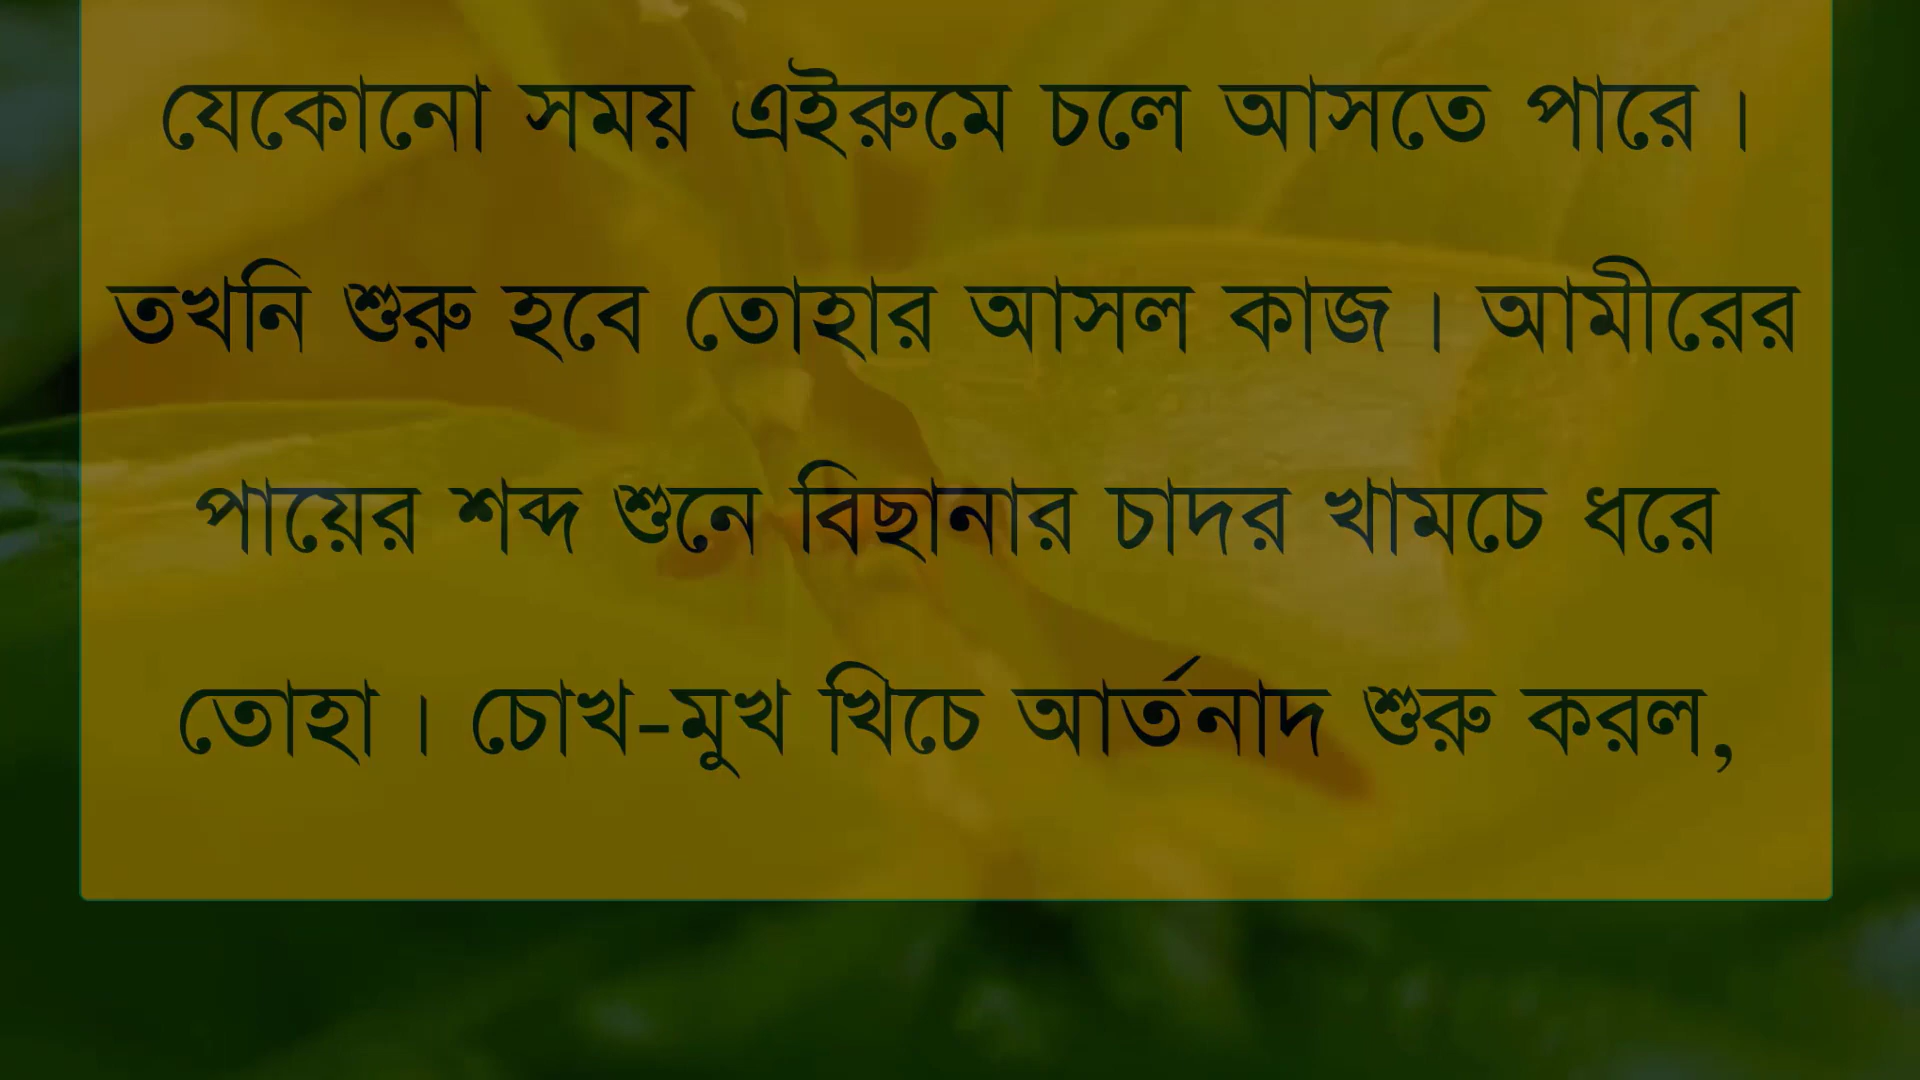 যেকোনো সময় এইরুমে চলে আসতে পারে ।
তখনি শুরু হবে তোহার আসল কাজ । আমীরের
পায়ের শব্দ শুনে বিছানার চাদর খামচে ধরে
তোহা । চোখ-মুখ খিচে আর্তনাদ শুরু করল,